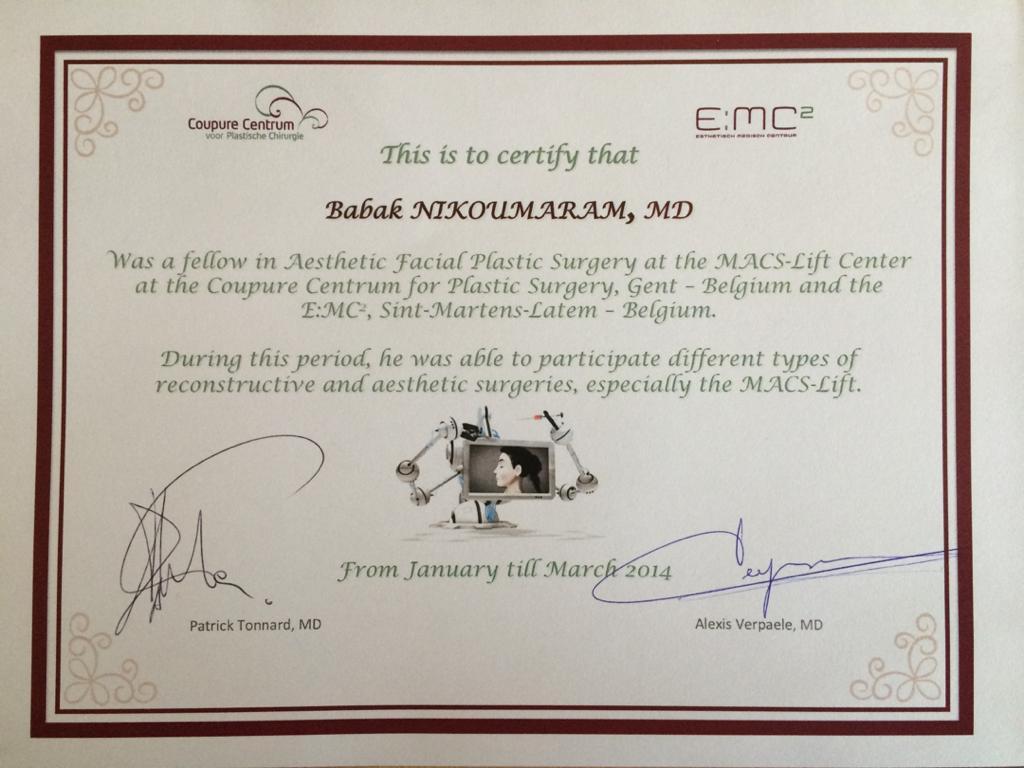 Coupure Centrum
voor Plastische Chirurgie
E:MC²
ESTHETISCH MEDISCH CENTRUM
This is to certify that
Babak NIKOUMARAM, MD
Was a fellow in Aesthetic Facial Plastic Surgery at the MACS-Lift Center
at the Coupure Centrum for Plastic Surgery, Gent – Belgium and the
E:MC², Sint-Martens-Latem – Belgium.
During this period, he was able to participate different types of
reconstructive and aesthetic surgeries, especially the MACS-Lift.
From January till March 2014
Patrick Tonnard, MD
Alexis Verpaele, MD